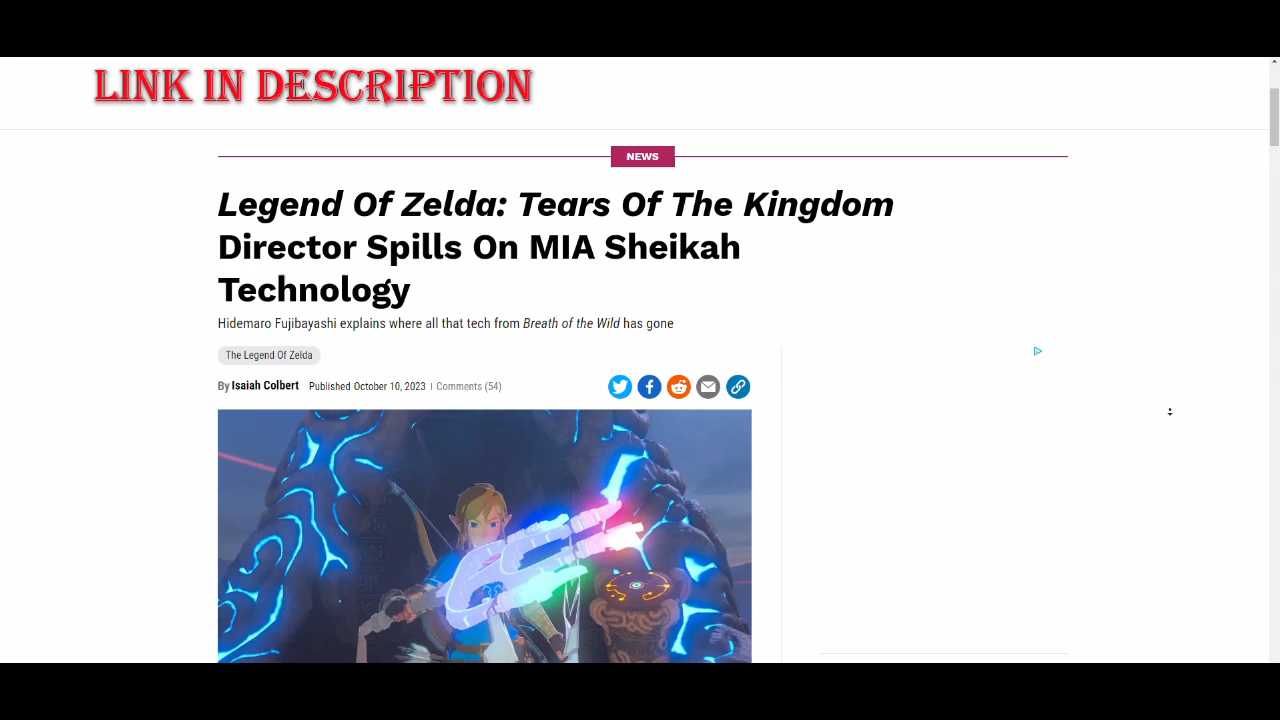 LINK IN DESCRIPTION
NEWS
Legend Of Zelda: Tears Of The Kingdom
Director Spills On MIA Sheikah
Technology
Hidemaro Fujibayashi explains where all that tech from Breath of the Wild has gone
The Legend Of Zelda
By Isaiah Colbert Published October 10, 2023 | Comments (54)